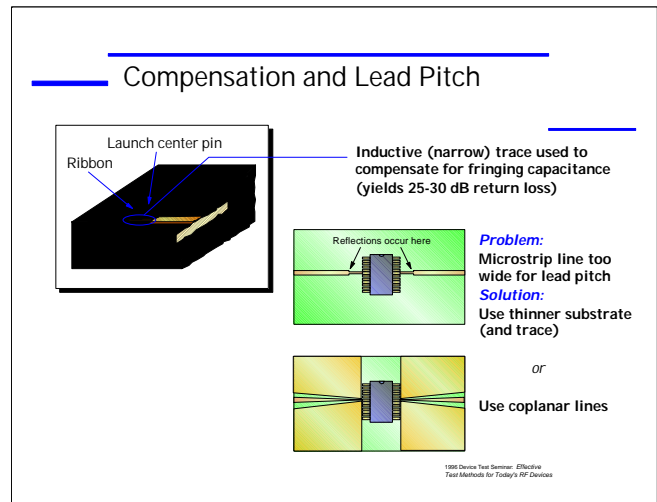 Compensation and Lead Pitch
Launch center pin
Ribbon
Inductive (narrow) trace used to
compensate for fringing capacitance
(yields 25-30 dB return loss)
Reflections occur here
Problem:
Microstrip line too
wide for lead pitch
Solution:
Use thinner substrate
(and trace)
or
Use coplanar lines
1996 Device Test Seminar: Effective
Test Methods for Today's RF Devices